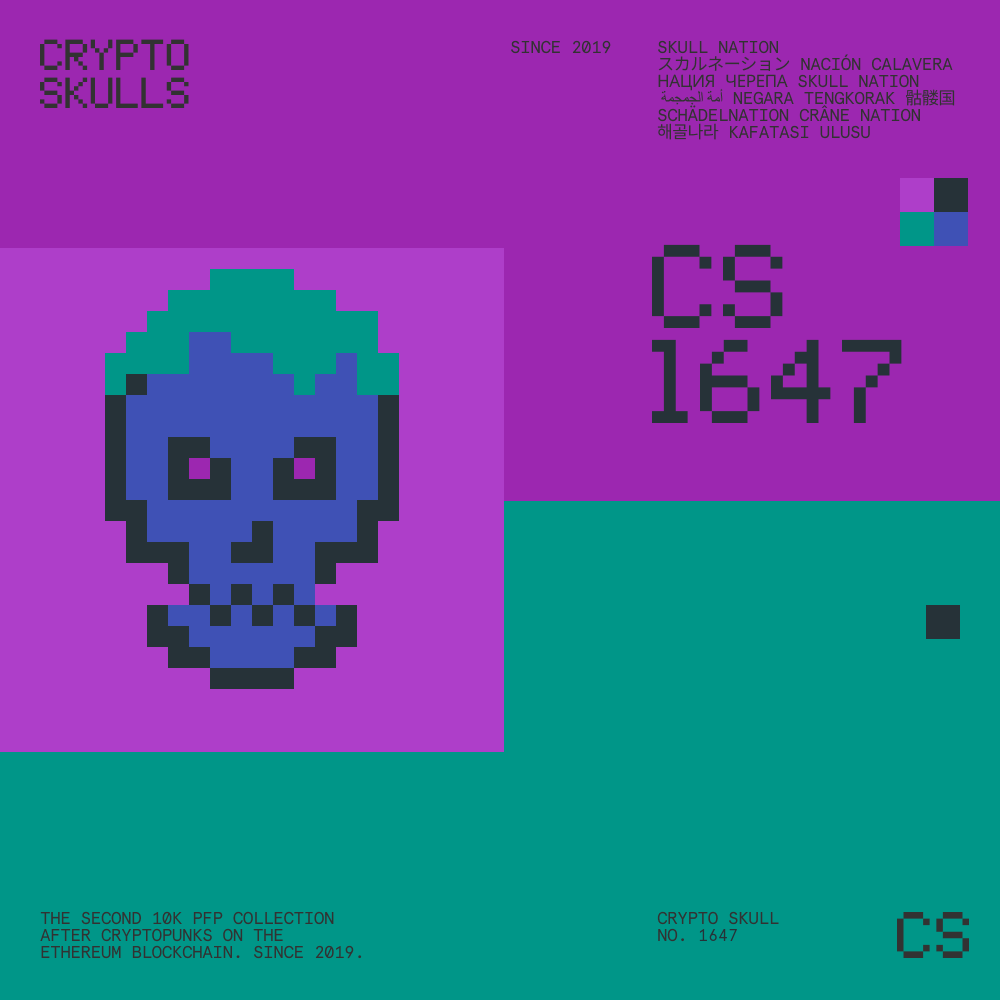 CRYPTO
SKULLS
SINCE 2019
SKULL NATION
スカルネーション NACIÓN CALAVERA
НАЦИЯ ЧЕРЕПА SKULL NATION
أمة الجمجمة NEGARA TENGKORAK 骷髅国
SCHÄDELNATION CRÂNE NATION
해골나라 KAFATASI ULUSU
CS
1647
THE SECOND 10K PFP COLLECTION
AFTER CRYPTOPUNKS ON THE
ETHEREUM BLOCKCHAIN. SINCE 2019.
CRYPTO SKULL
NO. 1647
CS